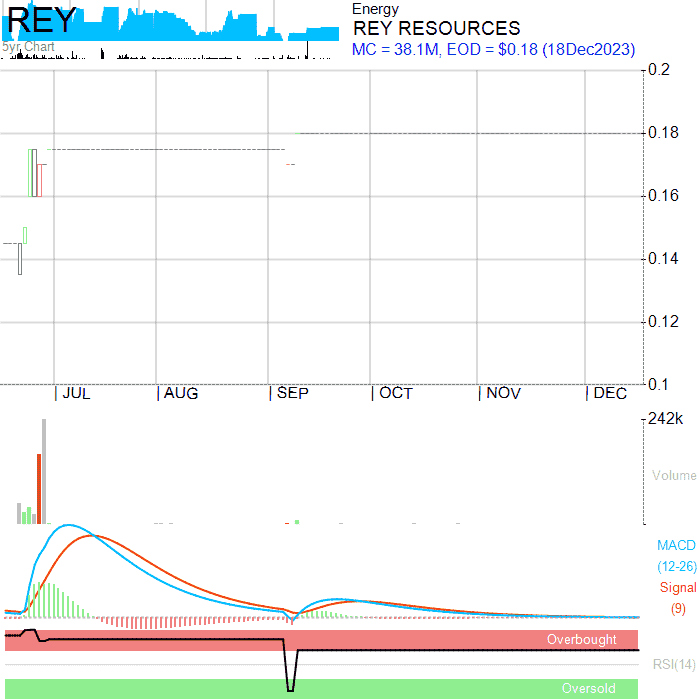 REY
5yr Chart
Energy
REY RESOURCES
MC = 38.1M, EOD = $0.18 (18Dec2023)
0.2
0.18
0.16
0.14
0.12
0.1
JUL AUG SEP OCT NOV DEC
242k
Volume
MACD
(12-26)
Signal
(9)
Overbought
RSI(14)
Oversold